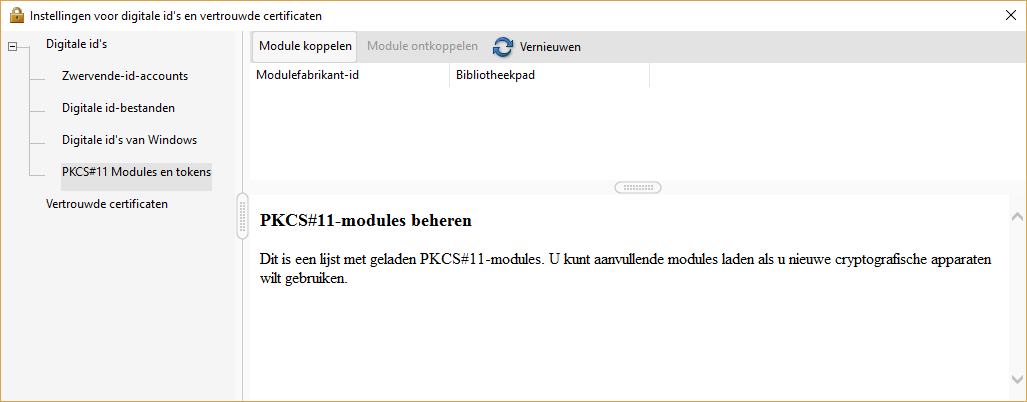 Instellingen voor digitale id's en vertrouwde certificaten
Digitale id's
Zwervende-id-accounts
Digitale id-bestanden
Digitale id's van Windows
PKCS#11 Modules en tokens
Vertrouwde certificaten
Module koppelen Module ontkoppelen Vernieuwen
Modulefabrikant-id Bibliotheekpad
PKCS#11-modules beheren
Dit is een lijst met geladen PKCS#11-modules. U kunt aanvullende modules laden als u nieuwe cryptografische apparaten
wilt gebruiken.